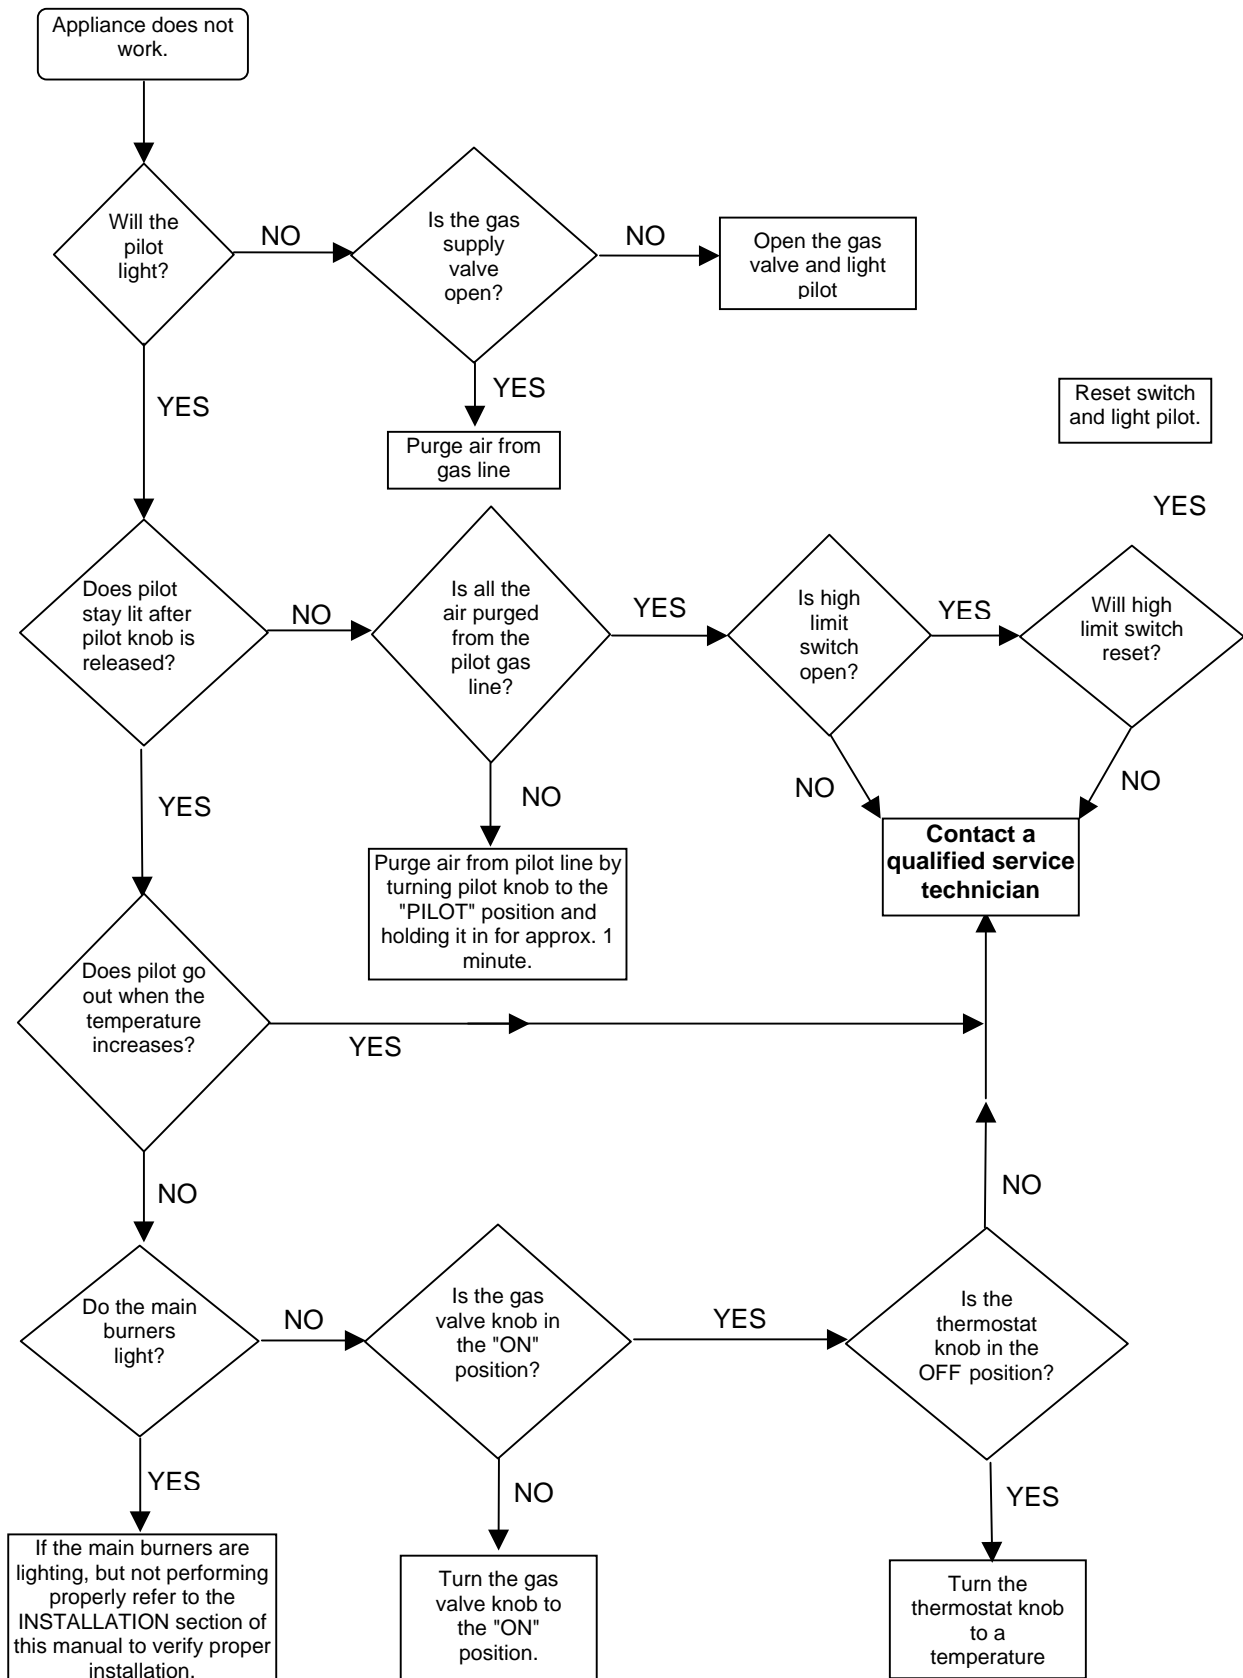 Appliance does not
work.
Will the
pilot
light?
NO
Is the gas
supply
valve
open?
NO
Open the gas
valve and light
pilot
YES
YES
Purge air from
gas line
Reset switch
and light pilot.
YES
Does pilot
stay lit after
pilot knob is
released?
NO
Is all the
air purged
from the
pilot gas
line?
YES
Is high
limit
switch
open?
YES
Will high
limit switch
reset?
YES
NO
NO
NO
Purge air from pilot line by
turning pilot knob to the
"PILOT" position and
holding it in for approx. 1
minute.
Contact a
qualified service
technician
Does pilot go
out when the
temperature
increases?
YES
NO
NO
Do the main
burners
light?
NO
Is the gas
valve knob in
the "ON"
position?
YES
Is the
thermostat
knob in the
OFF position?
YES
NO
YES
If the main burners are
lighting, but not performing
properly refer to the
INSTALLATION section of
this manual to verify proper
installation.
Turn the gas
valve knob to
the "ON"
position.
Turn the
thermostat knob
to a
temperature